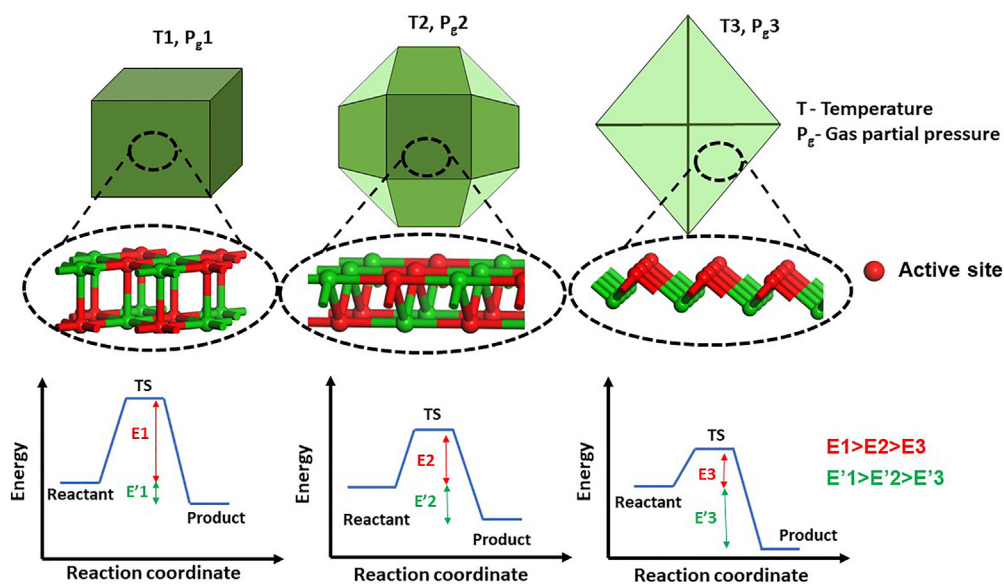 T1, Pg1
T2, Pg2
T3, Pg3
T - Temperature
Pg- Gas partial pressure
Active site
Energy
TS
E1
Reactant
E'1
Product
Reaction coordinate
Energy
TS
E2
Reactant
E'2
Product
Reaction coordinate
Energy
TS
E3
Reactant
E'3
Product
Reaction coordinate
E1>E2>E3
E'1>E'2>E'3